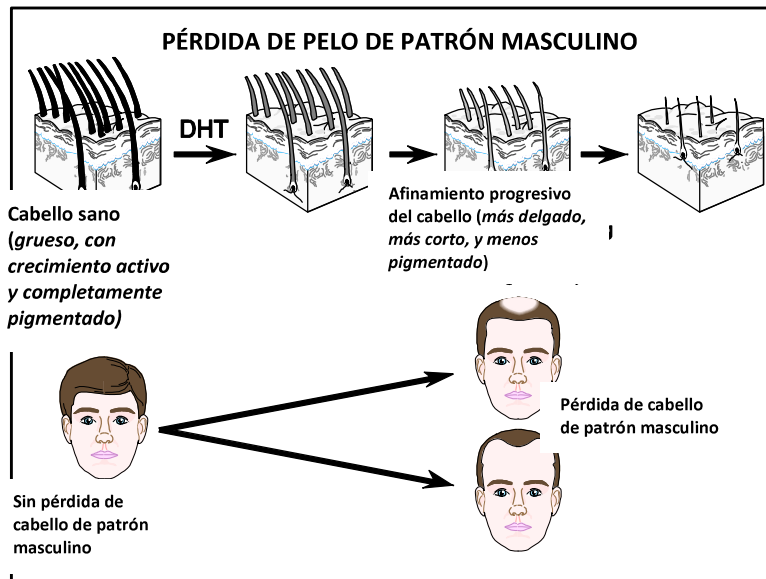 PÉRDIDA DE PELO DE PATRÓN MASCULINO
DHT
Cabello sano
(grueso, con
crecimiento activo
y completamente
pigmentado)
Afinamiento progresivo
del cabello (más delgado,
más corto, y menos
pigmentado)
Pérdida de cabello
de patrón masculino
Sin pérdida de
cabello de patrón
masculino